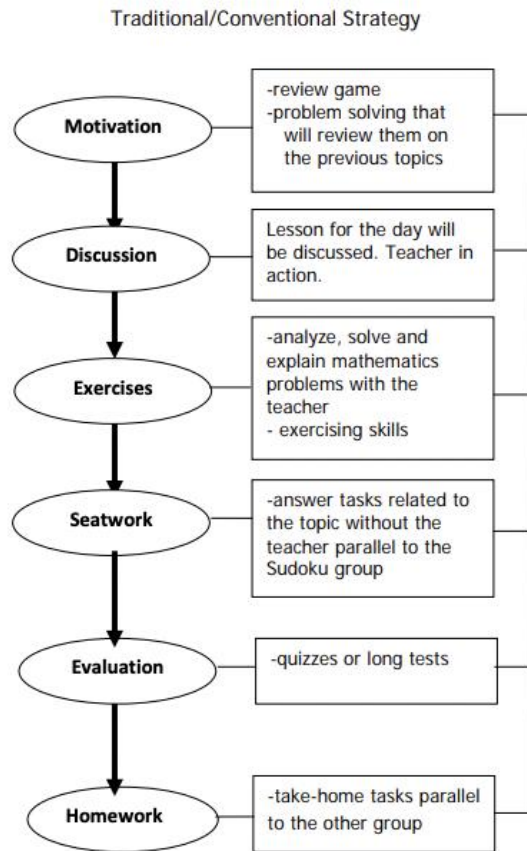 Traditional/Conventional Strategy
Motivation
-review game
-problem solving that
will review them on
the previous topics
Discussion
Lesson for the day will
be discussed. Teacher in
action.
Exercises
-analyze, solve and
explain mathematics
problems with the
teacher
- exercising skills
Seatwork
-answer tasks related to
the topic without the
teacher parallel to the
Sudoku group
Evaluation
-quizzes or long tests
Homework
-take-home tasks parallel
to the other group